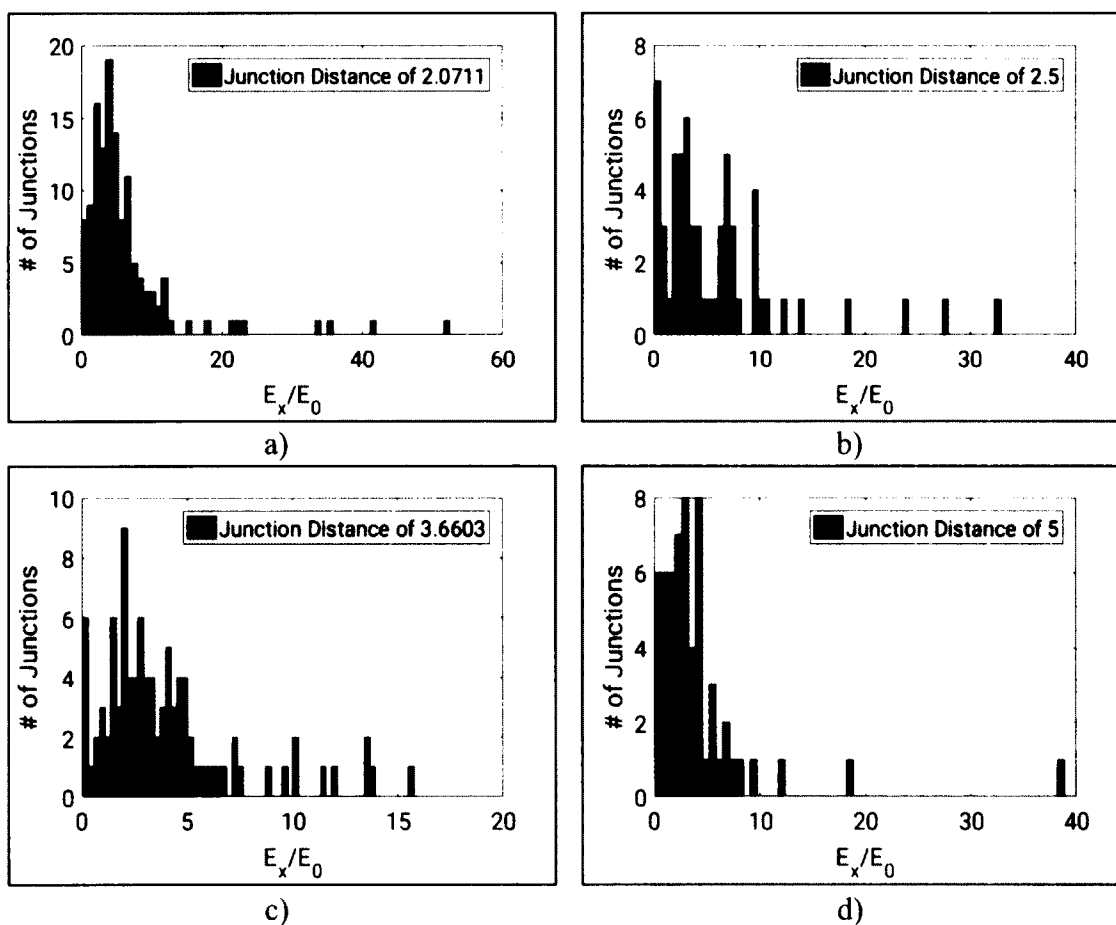 20
15
10
5
0
# of Junctions
Junction Distance of 2.0711
0 20 40 60
E_x/E_0
a)
8
6
4
2
0
# of Junctions
Junction Distance of 2.5
0 10 20 30 40
E_x/E_0
b)
10
8
6
4
2
0
# of Junctions
Junction Distance of 3.6603
0 5 10 15 20
E_x/E_0
c)
8
6
4
2
0
# of Junctions
Junction Distance of 5
0 10 20 30 40
E_x/E_0
d)